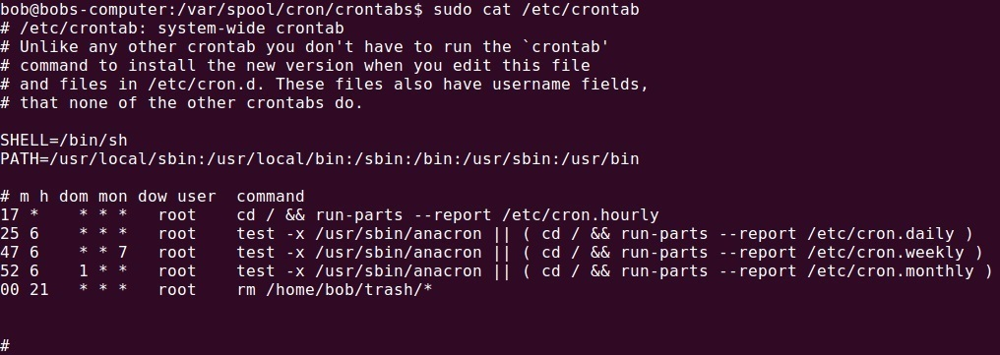 bob@bobs-computer:/var/spool/cron/crontabs$ sudo cat /etc/crontab
# /etc/crontab: system-wide crontab
# Unlike any other crontab you don't have to run the `crontab'
# command to install the new version when you edit this file
# and files in /etc/cron.d. These files also have username fields,
# that none of the other crontabs do.

SHELL=/bin/sh
PATH=/usr/local/sbin:/usr/local/bin:/sbin:/bin:/usr/sbin:/usr/bin

# m h dom mon dow user  command
17 *    * * *   root    cd / && run-parts --report /etc/cron.hourly
25 6    * * *   root    test -x /usr/sbin/anacron || ( cd / && run-parts --report /etc/cron.daily )
47 6    * * 7   root    test -x /usr/sbin/anacron || ( cd / && run-parts --report /etc/cron.weekly )
52 6    1 * *   root    test -x /usr/sbin/anacron || ( cd / && run-parts --report /etc/cron.monthly )
00 21   * * *   root    rm /home/bob/trash/*


#